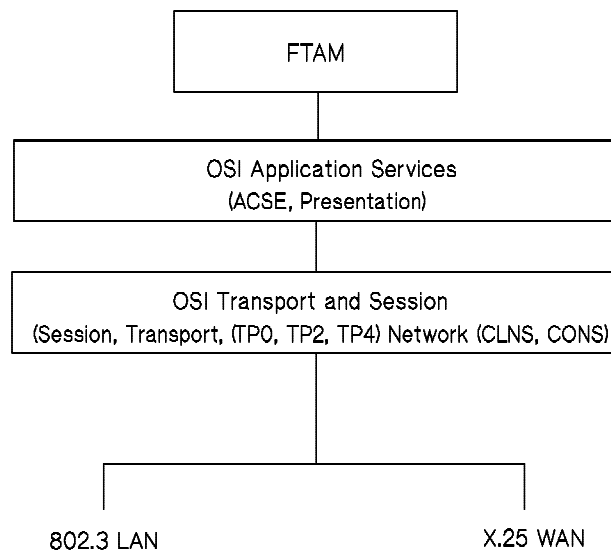 FTAM
OSI Application Services
(ACSE, Presentation)
OSI Transport and Session
(Session, Transport, (TP0, TP2, TP4) Network (CLNS, CONS)
802.3 LAN
X.25 WAN